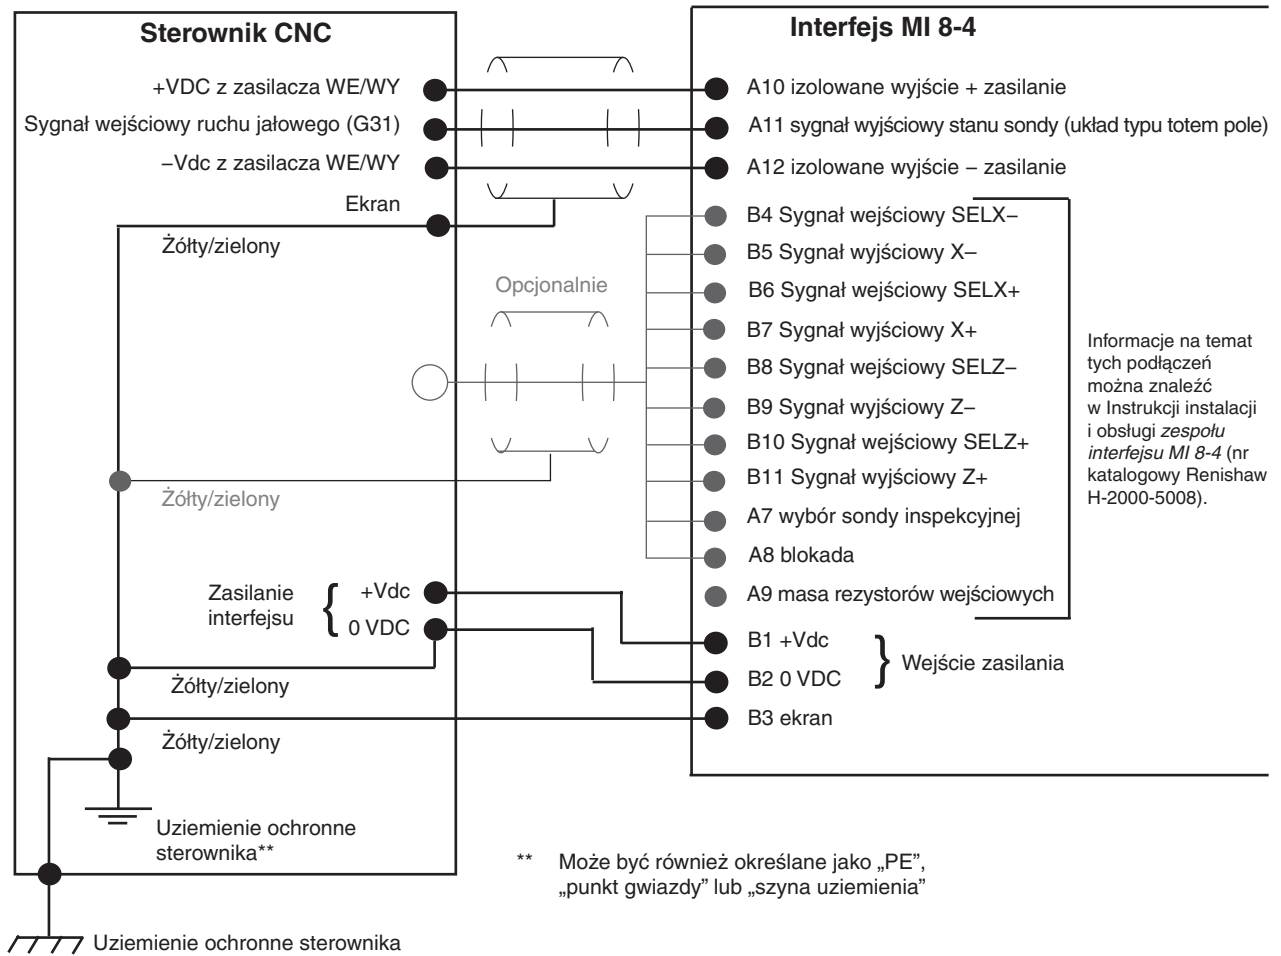 Sterownik CNC
+VDC z zasilacza WE/WY
Sygnał wejściowy ruchu jałowego (G31)
−Vdc z zasilacza WE/WY
Ekran
Żółty/zielony
Opcjonalnie
Żółty/zielony
Zasilanie
interfejsu
{
+Vdc
0 VDC
Żółty/zielony
Żółty/zielony
Uziemienie ochronne
sterownika**
Uziemienie ochronne sterownika
Interfejs MI 8-4
A10 izolowane wyjście + zasilanie
A11 sygnał wyjściowy stanu sondy (układ typu totem pole)
A12 izolowane wyjście − zasilanie
B4 Sygnał wejściowy SELX−
B5 Sygnał wyjściowy X−
B6 Sygnał wejściowy SELX+
B7 Sygnał wyjściowy X+
B8 Sygnał wejściowy SELZ−
B9 Sygnał wyjściowy Z−
B10 Sygnał wejściowy SELZ+
B11 Sygnał wyjściowy Z+
A7 wybór sondy inspekcyjnej
A8 blokada
A9 masa rezystorów wejściowych
B1 +Vdc
B2 0 VDC
} Wejście zasilania
B3 ekran
Informacje na temat
tych podłączeń
można znaleźć
w Instrukcji instalacji
i obsługi zespołu
interfejsu MI 8-4 (nr
katalogowy Renishaw
H-2000-5008).
** Może być również określane jako „PE”,
„punkt gwiazdy” lub „szyna uziemienia”